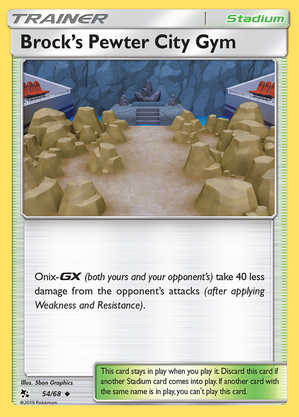 TRAINER Stadium
Brock's Pewter City Gym
Onix-GX (both yours and your opponent's) take 40 less
damage from the opponent's attacks (after applying
Weakness and Resistance).
Illus. 5ban Graphics
54/68
©2019 Pokémon
This card stays in play when you play it. Discard this card if
another Stadium card comes into play. If another card with
the same name is in play, you can't play this card.